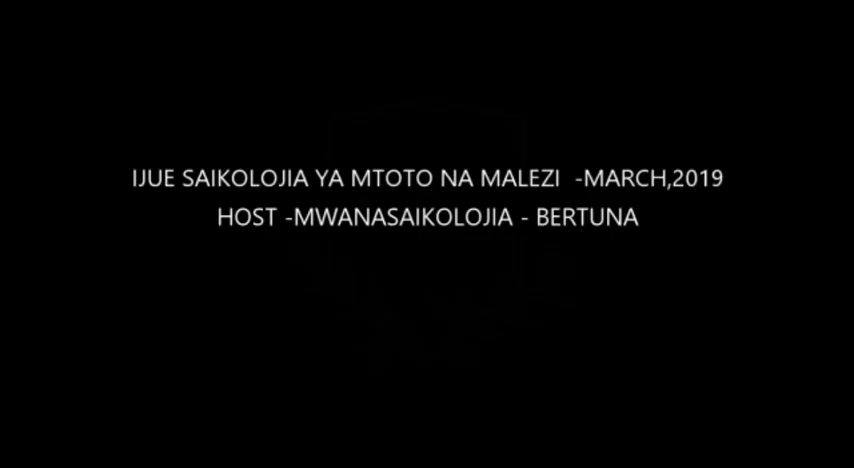 IJUE SAIKOLOJIA YA MTOTO NA MALEZI -MARCH,2019
HOST -MWANASAIKOLOJIA - BERTUNA